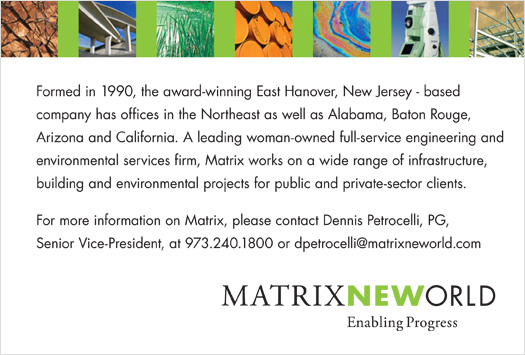 Formed in 1990, the award-winning East Hanover, New Jersey - based
company has offices in the Northeast as well as Alabama, Baton Rouge,
Arizona and California. A leading woman-owned full-service engineering and
environmental services firm, Matrix works on a wide range of infrastructure,
building and environmental projects for public and private-sector clients.
For more information on Matrix, please contact Dennis Petrocelli, PG,
Senior Vice-President, at 973.240.1800 or dpetrocelli@matrixneworld.com
MATRIXNEWORLD
Enabling Progress